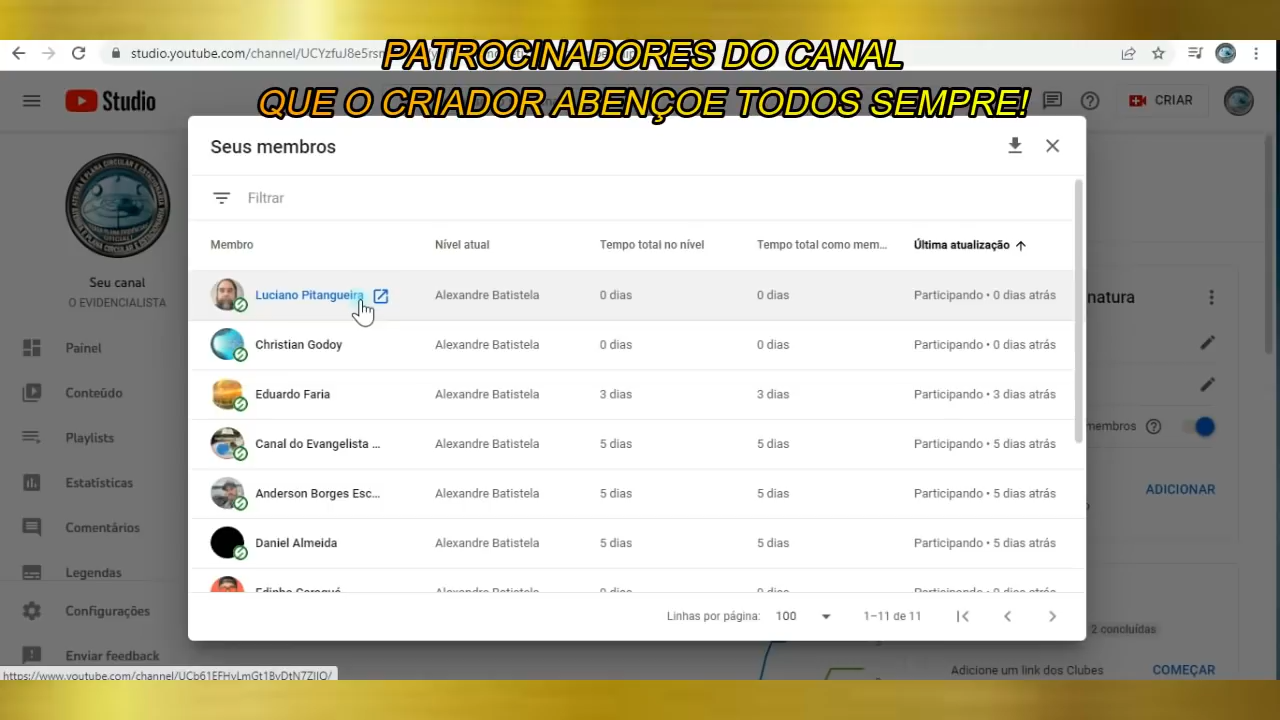 studio.youtube.com/channel/UCYzfuJ8e5rsr
PATROCINADORES DO CANAL
QUE O CRIADOR ABENÇOE TODOS SEMPRE!
Studio
CRIAR
Seus membros
Filtrar
Membro Nível atual Tempo total no nível Tempo total como mem... Última atualização
Luciano Pitangueira Alexandre Batistela 0 dias 0 dias Participando • 0 dias atrás
Christian Godoy Alexandre Batistela 0 dias 0 dias Participando • 0 dias atrás
Eduardo Faria Alexandre Batistela 3 dias 3 dias Participando • 3 dias atrás
Canal do Evangelista ... Alexandre Batistela 5 dias 5 dias Participando • 5 dias atrás
Anderson Borges Esc... Alexandre Batistela 5 dias 5 dias Participando • 5 dias atrás
Daniel Almeida Alexandre Batistela 5 dias 5 dias Participando • 5 dias atrás
Linhas por página: 100 1–11 de 11
Seu canal
O EVIDENCIALISTA
Painel
Conteúdo
Playlists
Estatísticas
Comentários
Legendas
Configurações
Enviar feedback
natura
membros
ADICIONAR
2 concluídas
Adicione um link dos Clubes
COMEÇAR